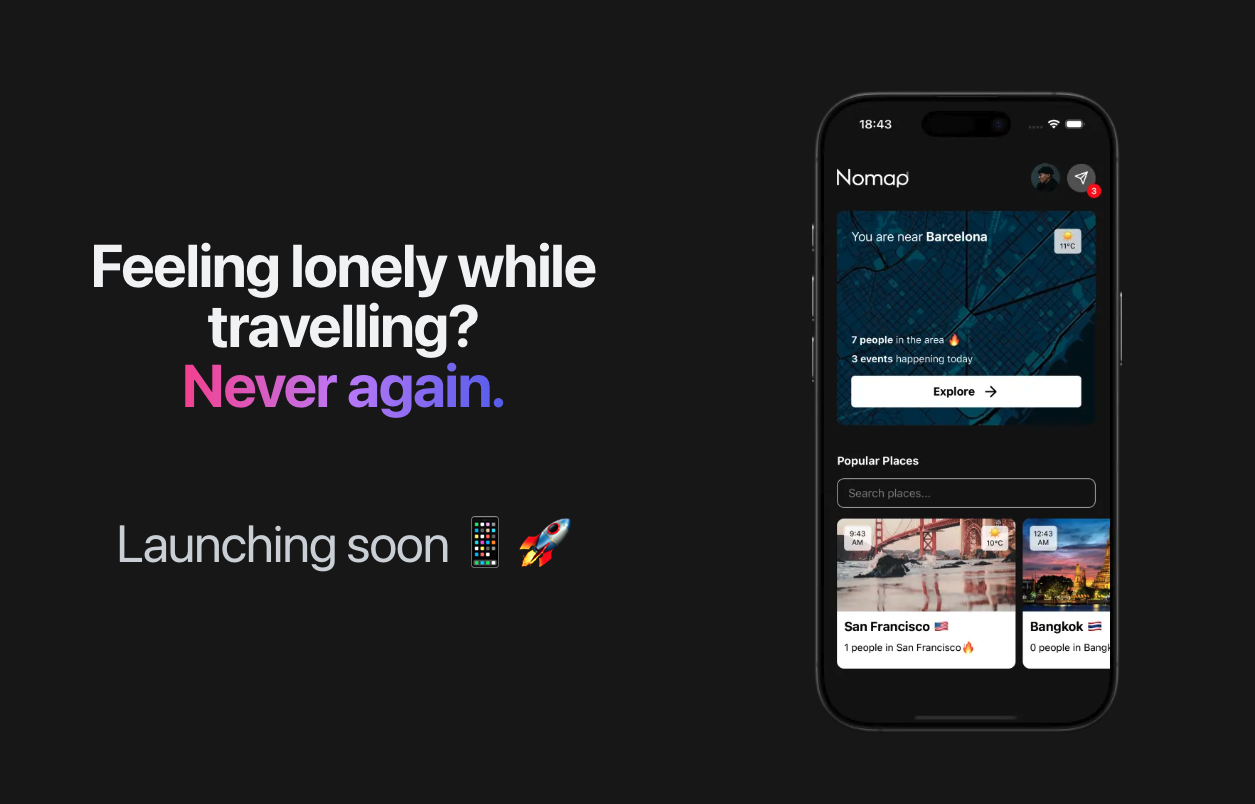 Feeling lonely while
travelling?
Never again.
Launching soon 📱 🚀
18:43
Nomap
3
You are near Barcelona
11°C
7 people in the area 🔥
3 events happening today
Explore →
Popular Places
Search places...
9:43
AM
10°C
San Francisco 🇺🇸
1 people in San Francisco🔥
12:43
AM
Bangkok 🇹🇭
0 people in Bangk